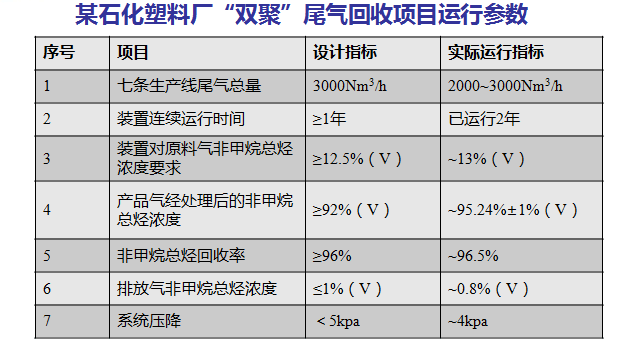 某石化塑料厂“双聚”尾气回收项目运行参数
序号 项目 设计指标 实际运行指标
1 七条生产线尾气总量 3000Nm³/h 2000~3000Nm³/h
2 装置连续运行时间 ≥1年 已运行2年
3 装置对原料气非甲烷总烃浓度要求 ≥12.5%（V） ~13%（V）
4 产品气经处理后的非甲烷总烃浓度 ≥92%（V） ~95.24%±1%（V）
5 非甲烷总烃回收率 ≥96% ~96.5%
6 排放气非甲烷总烃浓度 ≤1%（V） ~0.8%（V）
7 系统压降 ＜5kpa ~4kpa